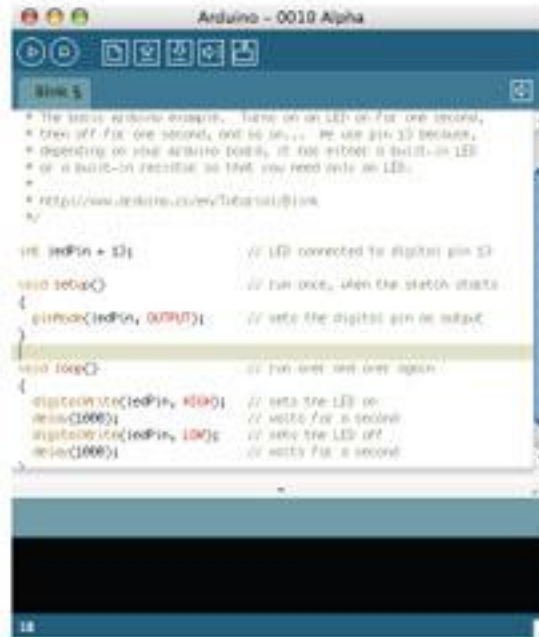 Arduino – 0010 Alpha
Blink §
* The basic Arduino example. Turns on an LED on for one second,
* then off for one second, and so on... We use pin 13 because,
* depending on your Arduino board, it has either a built-in LED
* or a built-in resistor so that you need only an LED.
*
* http://www.arduino.cc/en/Tutorial/Blink
*/
int ledPin = 13; // LED connected to digital pin 13
void setup() // run once, when the sketch starts
{
pinMode(ledPin, OUTPUT); // sets the digital pin as output
}
void loop() // run over and over again
{
digitalWrite(ledPin, HIGH); // sets the LED on
delay(1000); // waits for a second
digitalWrite(ledPin, LOW); // sets the LED off
delay(1000); // waits for a second
18